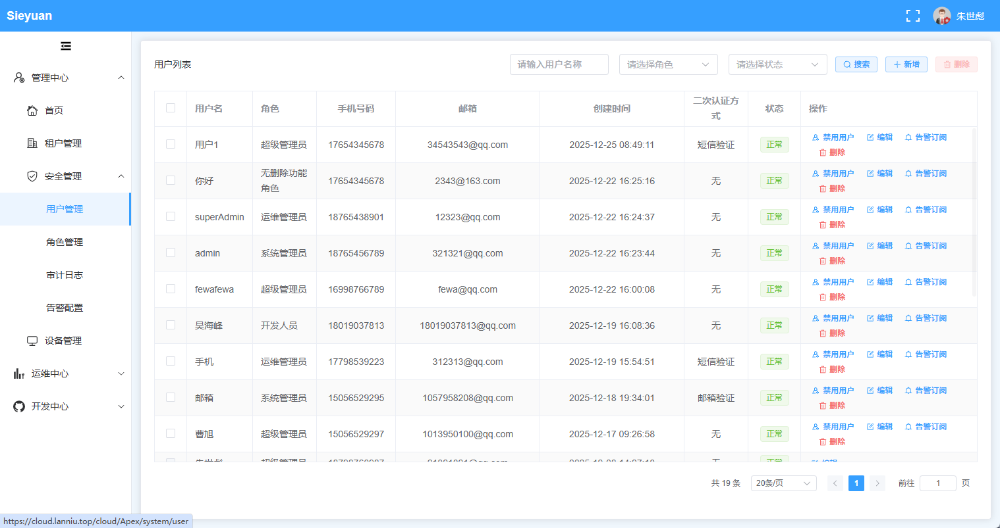 Sieyuan
朱世彪
管理中心
首页
租户管理
安全管理
用户管理
角色管理
审计日志
告警配置
设备管理
运维中心
开发中心
用户列表 请输入用户名称 请选择角色 请选择状态 搜索 新增 删除
用户名 角色 手机号码 邮箱 创建时间 二次认证方式 状态 操作
用户1 超级管理员 17654345678 34543543@qq.com 2025-12-25 08:49:11 短信验证 正常 禁用用户 编辑 告警订阅
删除
你好 无删除功能角色 17654345678 2343@163.com 2025-12-22 16:25:16 无 正常 禁用用户 编辑 告警订阅
删除
superAdmin 运维管理员 18765438901 12323@qq.com 2025-12-22 16:24:37 无 正常 禁用用户 编辑 告警订阅
删除
admin 系统管理员 18765456789 321321@qq.com 2025-12-22 16:23:44 无 正常 禁用用户 编辑 告警订阅
删除
fewafewa 超级管理员 16998766789 fewa@qq.com 2025-12-22 16:00:08 无 正常 禁用用户 编辑 告警订阅
删除
吴海峰 开发人员 18019037813 18019037813@qq.com 2025-12-19 16:08:36 无 正常 禁用用户 编辑 告警订阅
删除
手机 运维管理员 17798539223 312313@qq.com 2025-12-19 15:54:51 短信验证 正常 禁用用户 编辑 告警订阅
删除
邮箱 系统管理员 15056529295 1057958208@qq.com 2025-12-18 19:34:01 邮箱验证 正常 禁用用户 编辑 告警订阅
删除
曹旭 超级管理员 15056529297 1013950100@qq.com 2025-12-17 09:26:58 无 正常 禁用用户 编辑 告警订阅
删除
共 19 条 20条/页 1 前往 1 页
https://cloud.lanniu.top/cloud/Apex/system/user